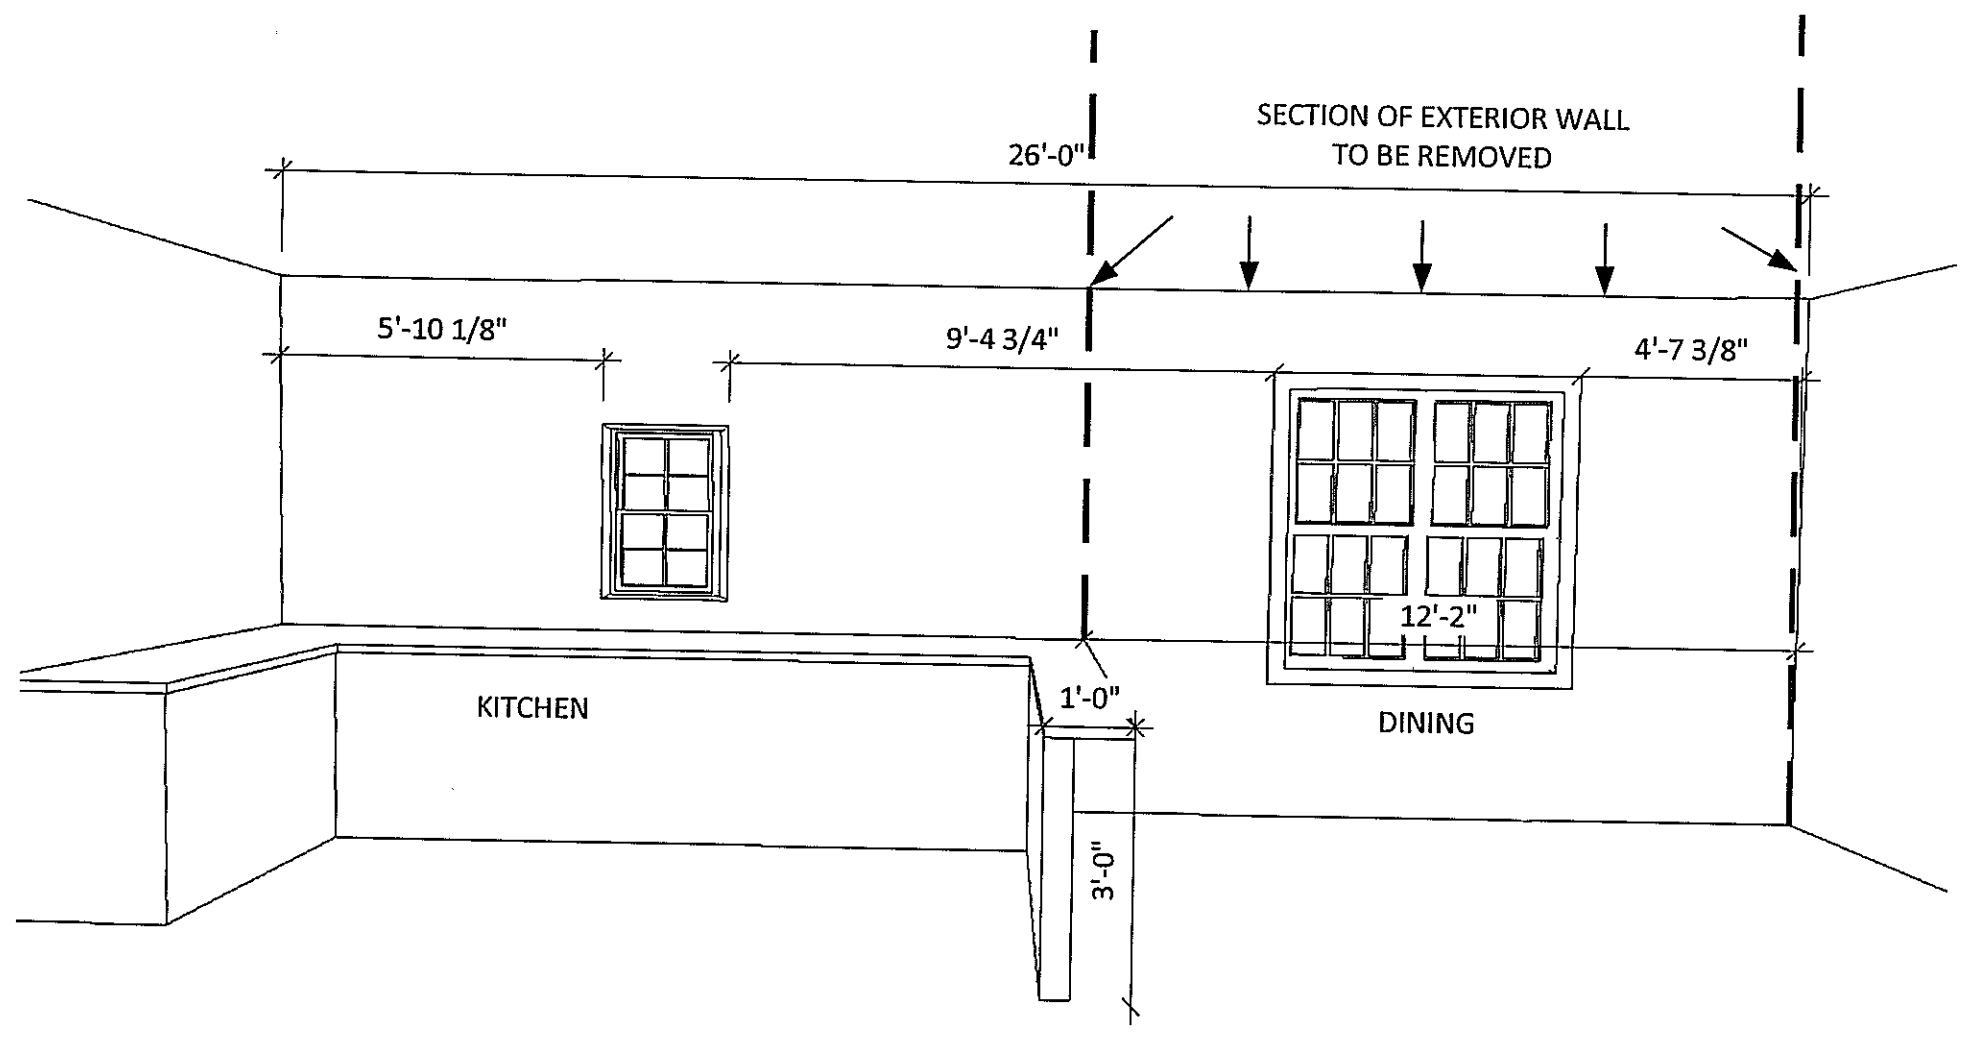 SECTION OF EXTERIOR WALL
TO BE REMOVED
26'-0"
5'-10 1/8"
9'-4 3/4"
4'-7 3/8"
12'-2"
1'-0"
KITCHEN
DINING
3'-0"